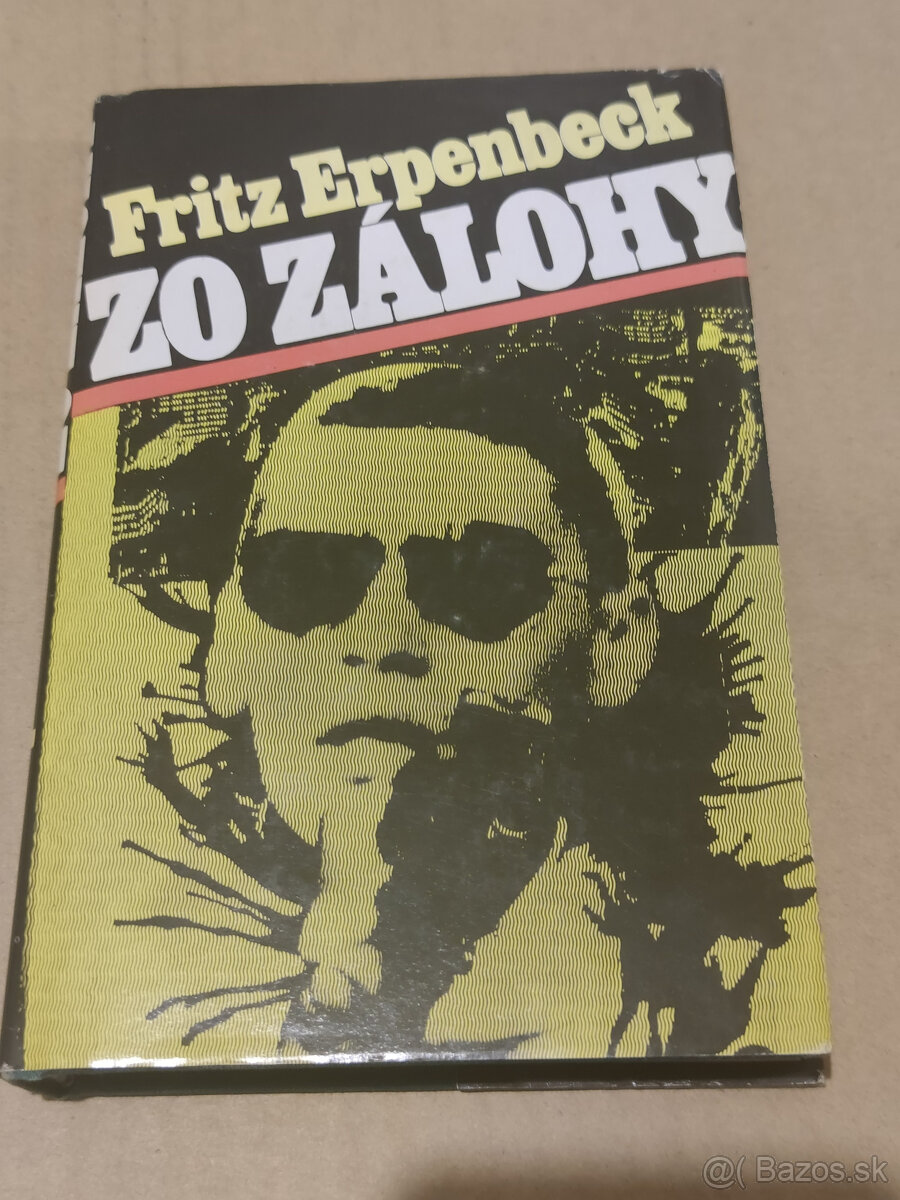 Fritz Erpenbeck
ZO ZÁLOHY
@( Bazos.sk